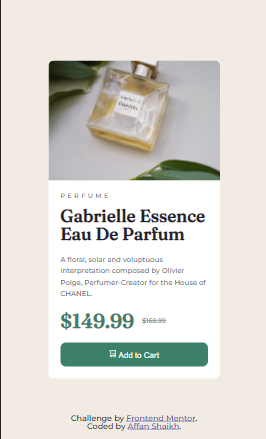 CHANEL
PERFUME
Gabrielle Essence
Eau De Parfum
A floral, solar and voluptuous
interpretation composed by Olivier
Polge, Perfumer-Creator for the House of
CHANEL.
$149.99 $169.99
Add to Cart
Challenge by Frontend Mentor.
Coded by Affan Shaikh.